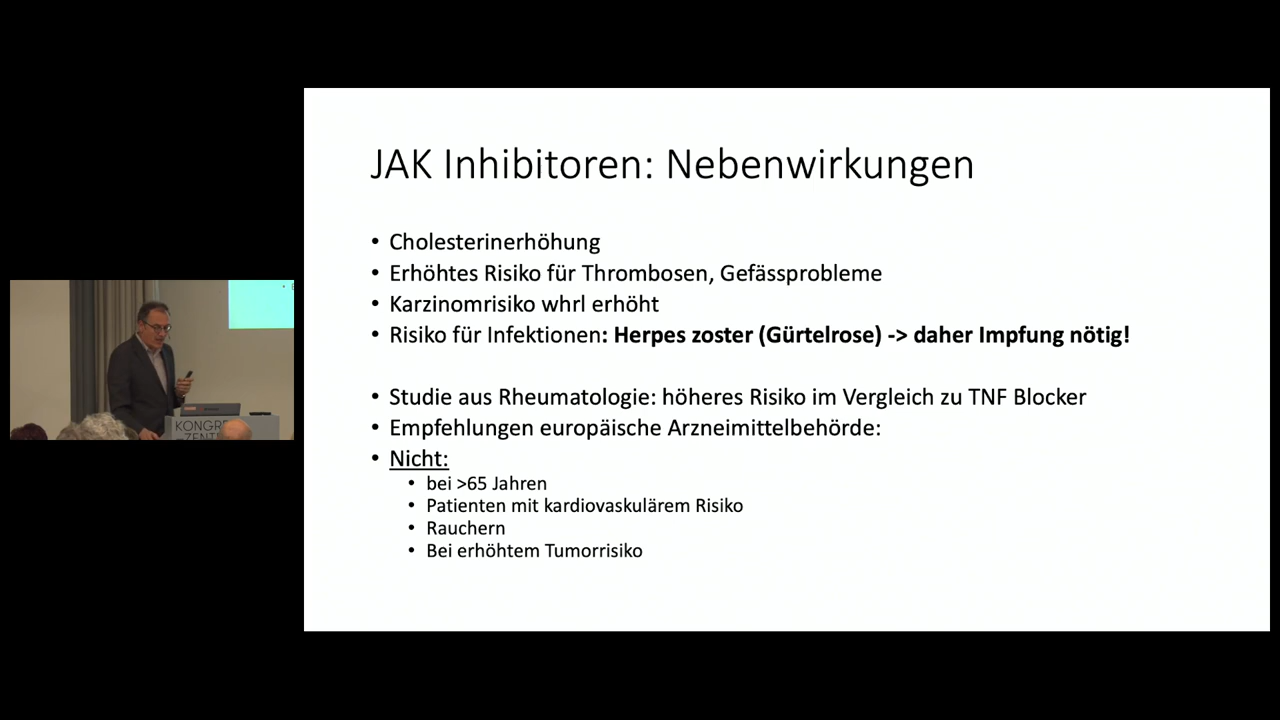 JAK Inhibitoren: Nebenwirkungen
• Cholesterinerhöhung
• Erhöhtes Risiko für Thrombosen, Gefässprobleme
• Karzinomrisiko whrl erhöht
• Risiko für Infektionen: Herpes zoster (Gürtelrose) -> daher Impfung nötig!
• Studie aus Rheumatologie: höheres Risiko im Vergleich zu TNF Blocker
• Empfehlungen europäische Arzneimittelbehörde:
• Nicht:
• bei >65 Jahren
• Patienten mit kardiovaskulärem Risiko
• Rauchern
• Bei erhöhtem Tumorrisiko